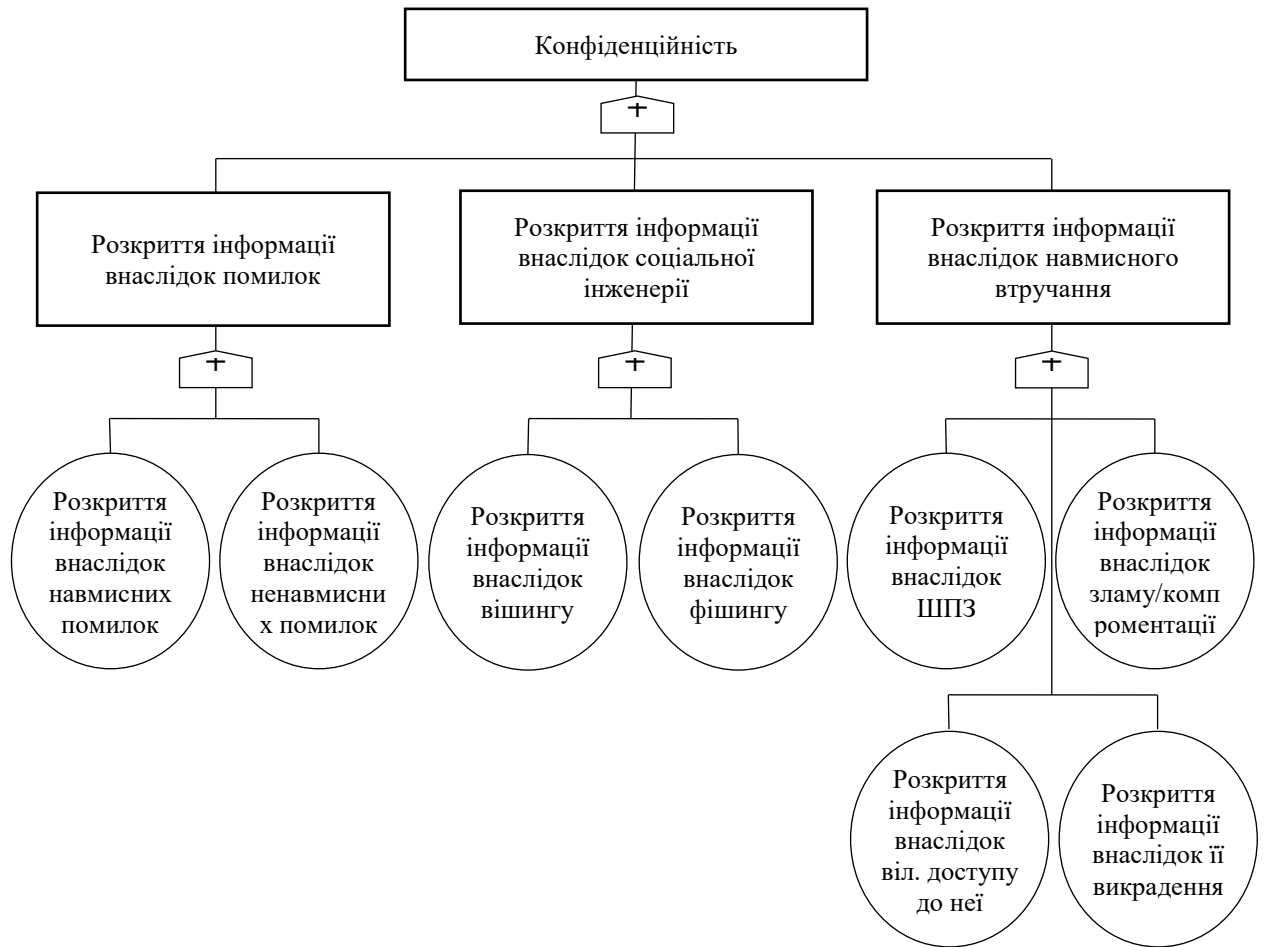 Конфіденційність
+
Розкриття інформації
внаслідок помилок
Розкриття інформації
внаслідок соціальної
інженерії
Розкриття інформації
внаслідок навмисного
втручання
+
+
+
Розкриття
інформації
внаслідок
навмисних
помилок
Розкриття
інформації
внаслідок
ненавмисни
х помилок
Розкриття
інформації
внаслідок
вішингу
Розкриття
інформації
внаслідок
фішингу
Розкриття
інформації
внаслідок
ШПЗ
Розкриття
інформації
внаслідок
зламу/комп
роментації
Розкриття
інформації
внаслідок
віл. доступу
до неї
Розкриття
інформації
внаслідок її
викрадення